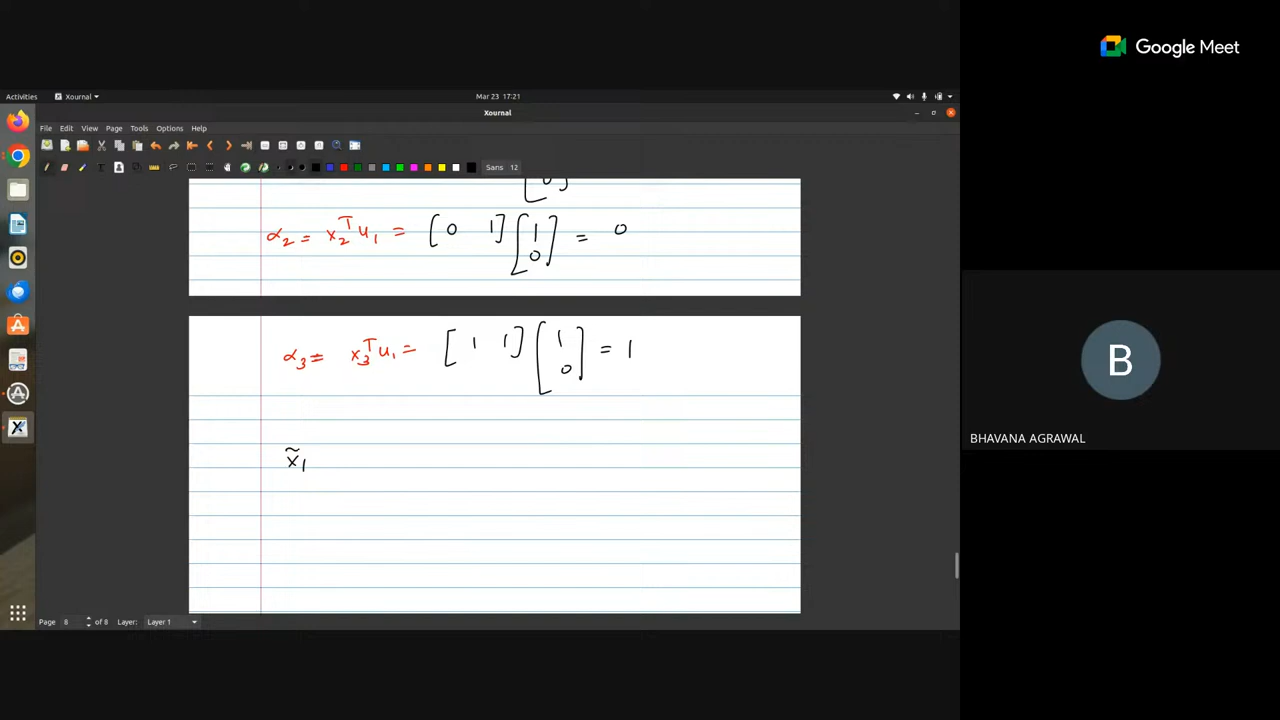 Google Meet
Activities Xournal Mar 23 17:21
Xournal
File Edit View Page Tools Options Help
Sans 12
α₂ = x₂ᵀu₁ = [0 1] [1 0] = 0
α₃ = x₃ᵀu₁ = [1 1] [1 0] = 1
x̃₁
B
BHAVANA AGRAWAL
Page 8 of 8 Layer: Layer 1